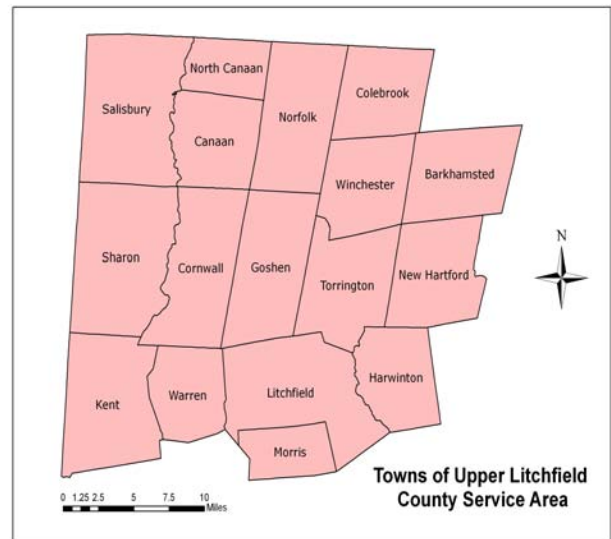 North Canaan
Colebrook
Salisbury
Norfolk
Canaan
Winchester
Barkhamsted
Sharon
Cornwall
Goshen
Torrington
New Hartford
N
Kent
Warren
Litchfield
Harwinton
Morris
Towns of Upper Litchfield
County Service Area
0 1.25 2.5 5 7.5 10
Miles